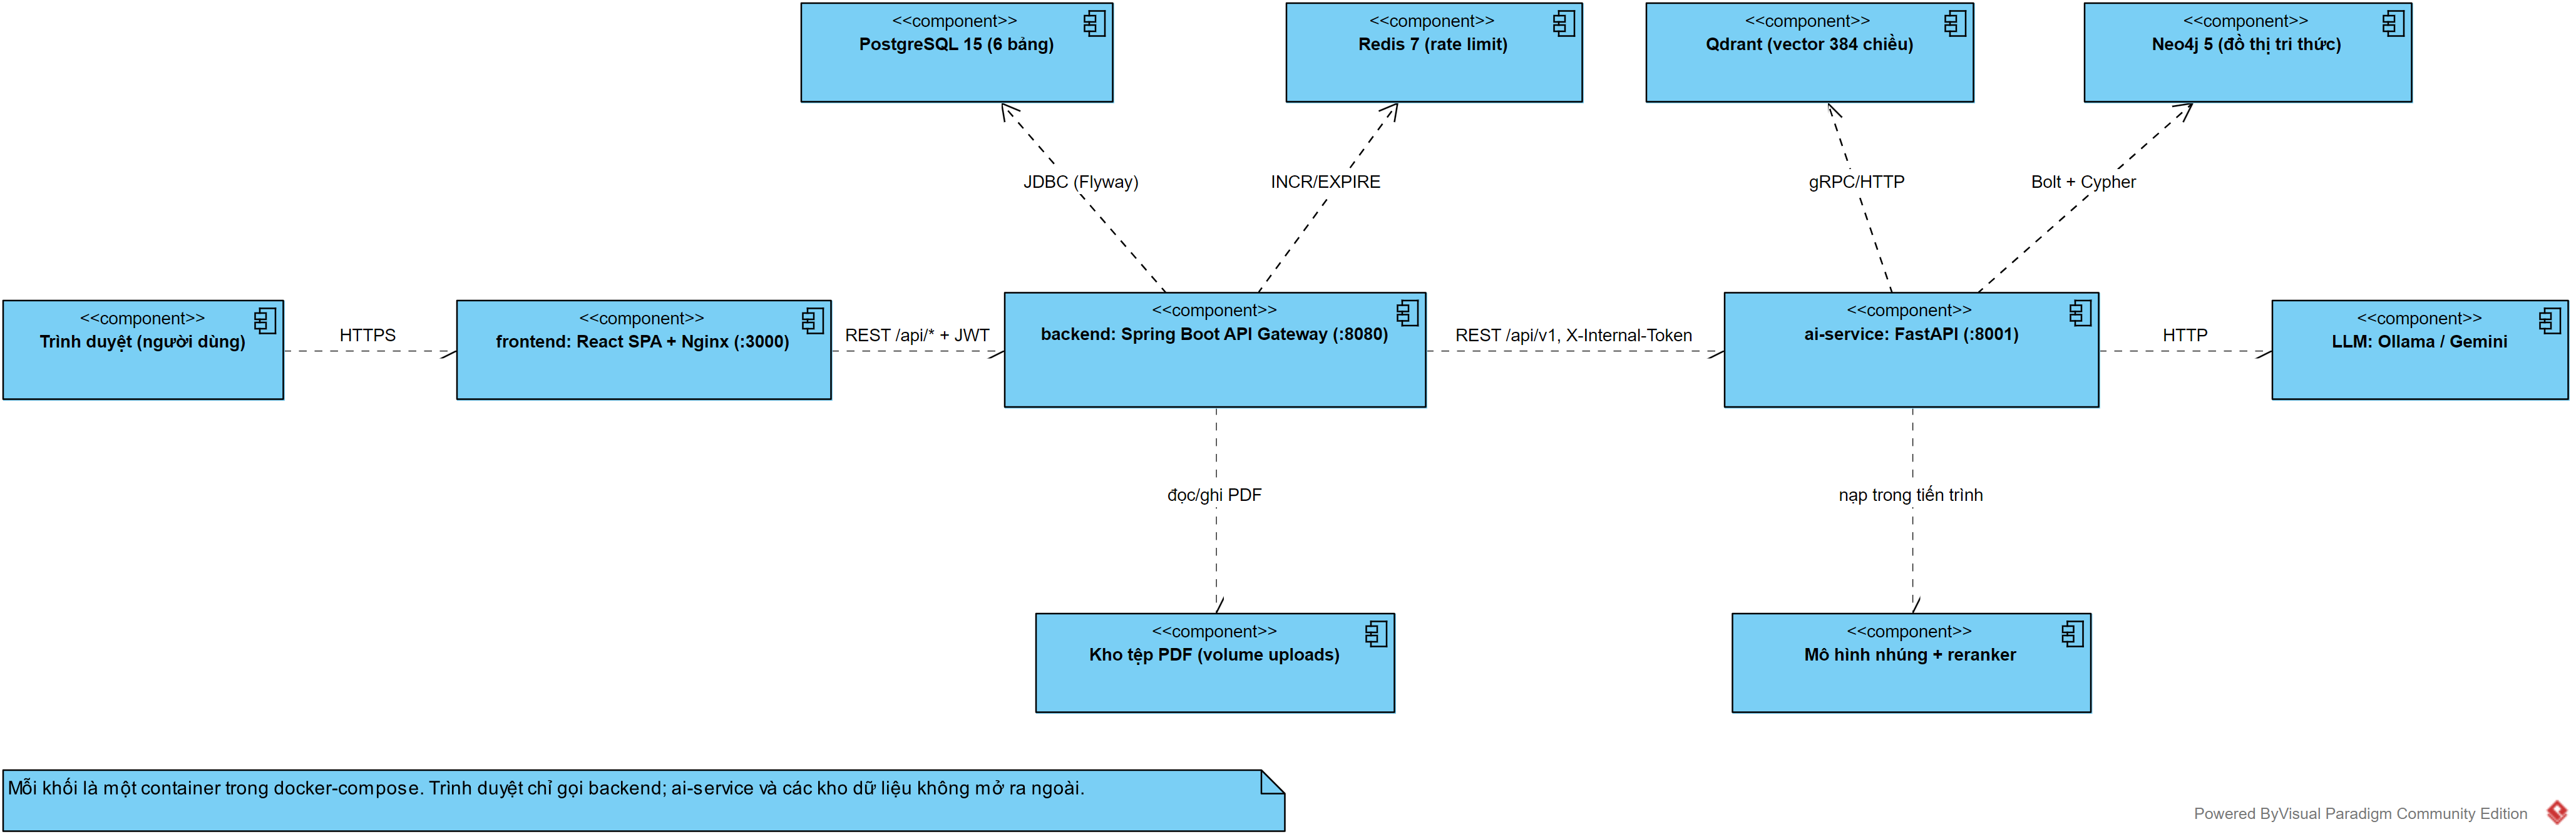 <<component>>
PostgreSQL 15 (6 bảng)
<<component>>
Redis 7 (rate limit)
<<component>>
Qdrant (vector 384 chiều)
<<component>>
Neo4j 5 (đồ thị tri thức)
JDBC (Flyway)
INCR/EXPIRE
gRPC/HTTP
Bolt + Cypher
<<component>>
Trình duyệt (người dùng)
HTTPS
<<component>>
frontend: React SPA + Nginx (:3000)
REST /api/* + JWT
<<component>>
backend: Spring Boot API Gateway (:8080)
REST /api/v1, X-Internal-Token
<<component>>
ai-service: FastAPI (:8001)
HTTP
<<component>>
LLM: Ollama / Gemini
đọc/ghi PDF
nạp trong tiến trình
<<component>>
Kho tệp PDF (volume uploads)
<<component>>
Mô hình nhúng + reranker
Mỗi khối là một container trong docker-compose. Trình duyệt chỉ gọi backend; ai-service và các kho dữ liệu không mở ra ngoài.
Powered ByVisual Paradigm Community Edition